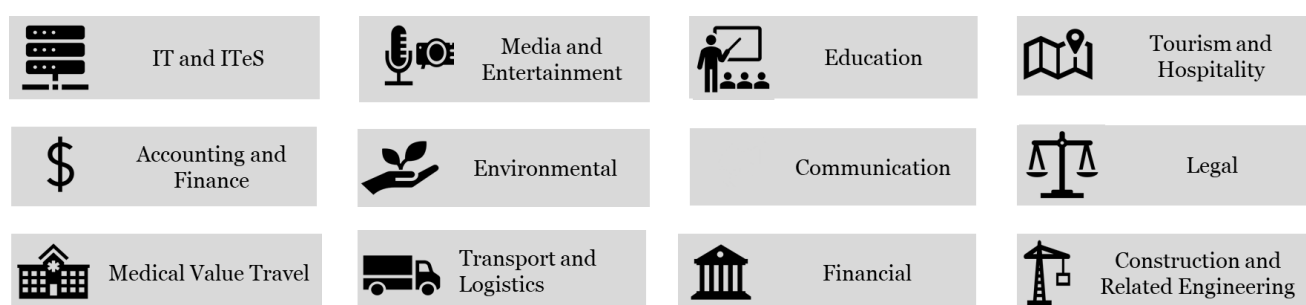 IT and ITeS
Media and
Entertainment
Education
Tourism and
Hospitality
Accounting and
Finance
Environmental
Communication
Legal
Medical Value Travel
Transport and
Logistics
Financial
Construction and
Related Engineering